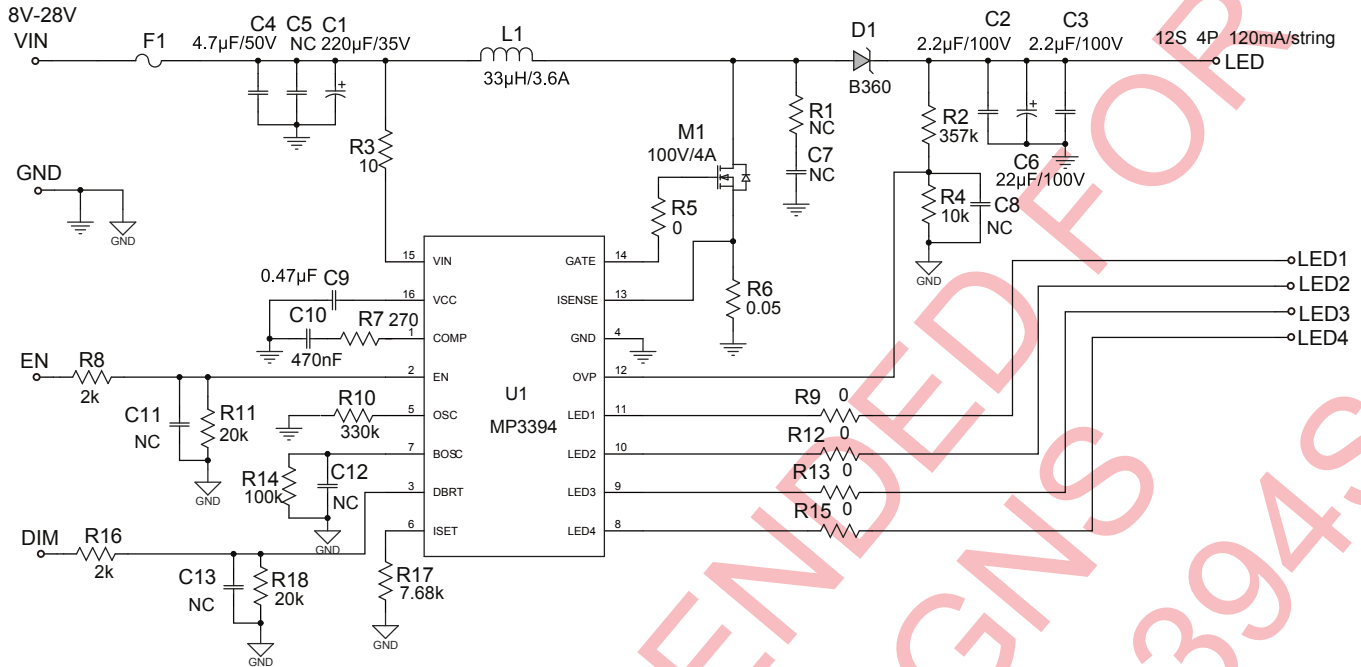 8V-28V
VIN
F1
C4
4.7µF/50V
C5
NC
C1
220µF/35V
+
L1
33µH/3.6A
D1
B360
C2
2.2µF/100V
C3
2.2µF/100V
12S 4P 120mA/string
LED
R3
10
M1
100V/4A
R1
NC
C7
NC
R2
357k
+
C6
22µF/100V
R4
10k
C8
NC
GND
GND
R5
0
R6
0.05
GND
0.47µF C9
C10
470nF
R7 270
EN
R8
2k
C11
NC
R11
20k
GND
R10
330k
R14
100k
C12
NC
GND
DIM
R16
2k
C13
NC
R18
20k
GND
R17
7.68k
GND
U1
MP3394
15 VIN
16 VCC
1 COMP
2 EN
5 OSC
7 BOSC
3 DBRT
6 ISET
GATE 14
ISENSE 13
GND 4
OVP 12
LED1 11
LED2 10
LED3 9
LED4 8
R9 0
R12 0
R13 0
R15 0
LED1
LED2
LED3
LED4
ENDED FOR
GNS
394S